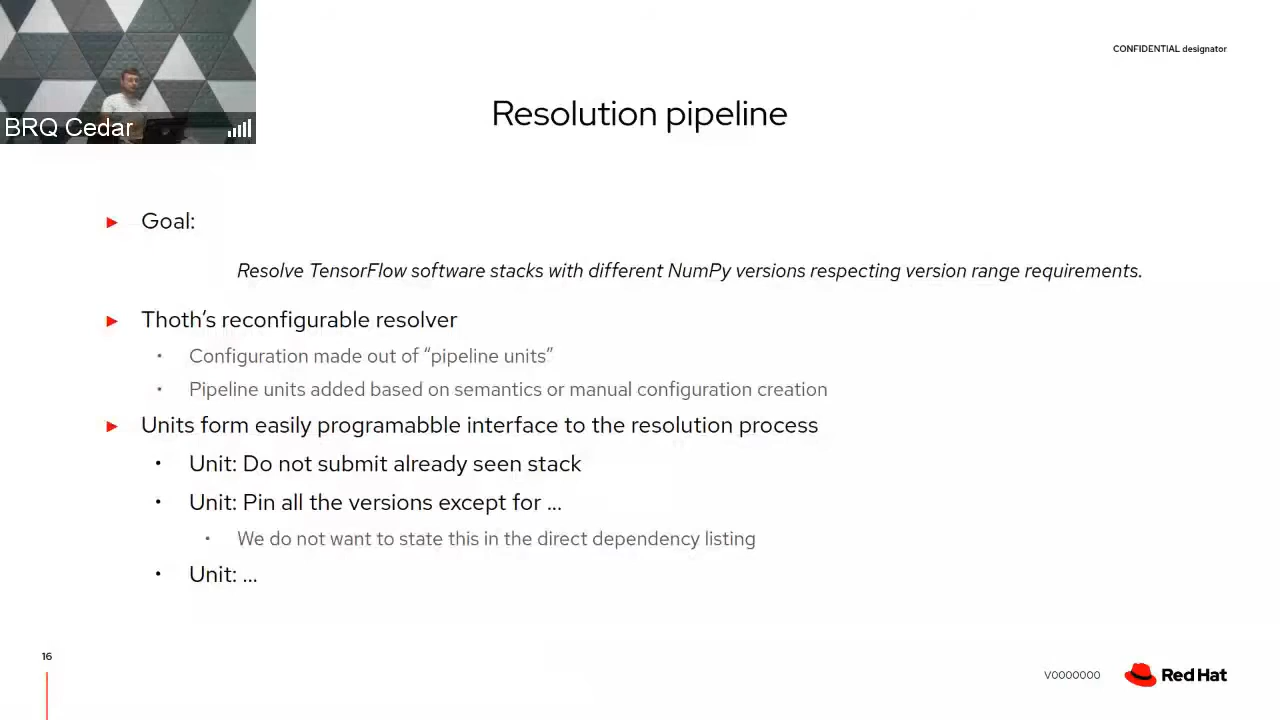 BRQ Cedar
CONFIDENTIAL designator
Resolution pipeline
Goal:
Resolve TensorFlow software stacks with different NumPy versions respecting version range requirements.
Thoth’s reconfigurable resolver
Configuration made out of “pipeline units”
Pipeline units added based on semantics or manual configuration creation
Units form easily programabble interface to the resolution process
Unit: Do not submit already seen stack
Unit: Pin all the versions except for ...
We do not want to state this in the direct dependency listing
Unit: ...
16
V0000000
Red Hat